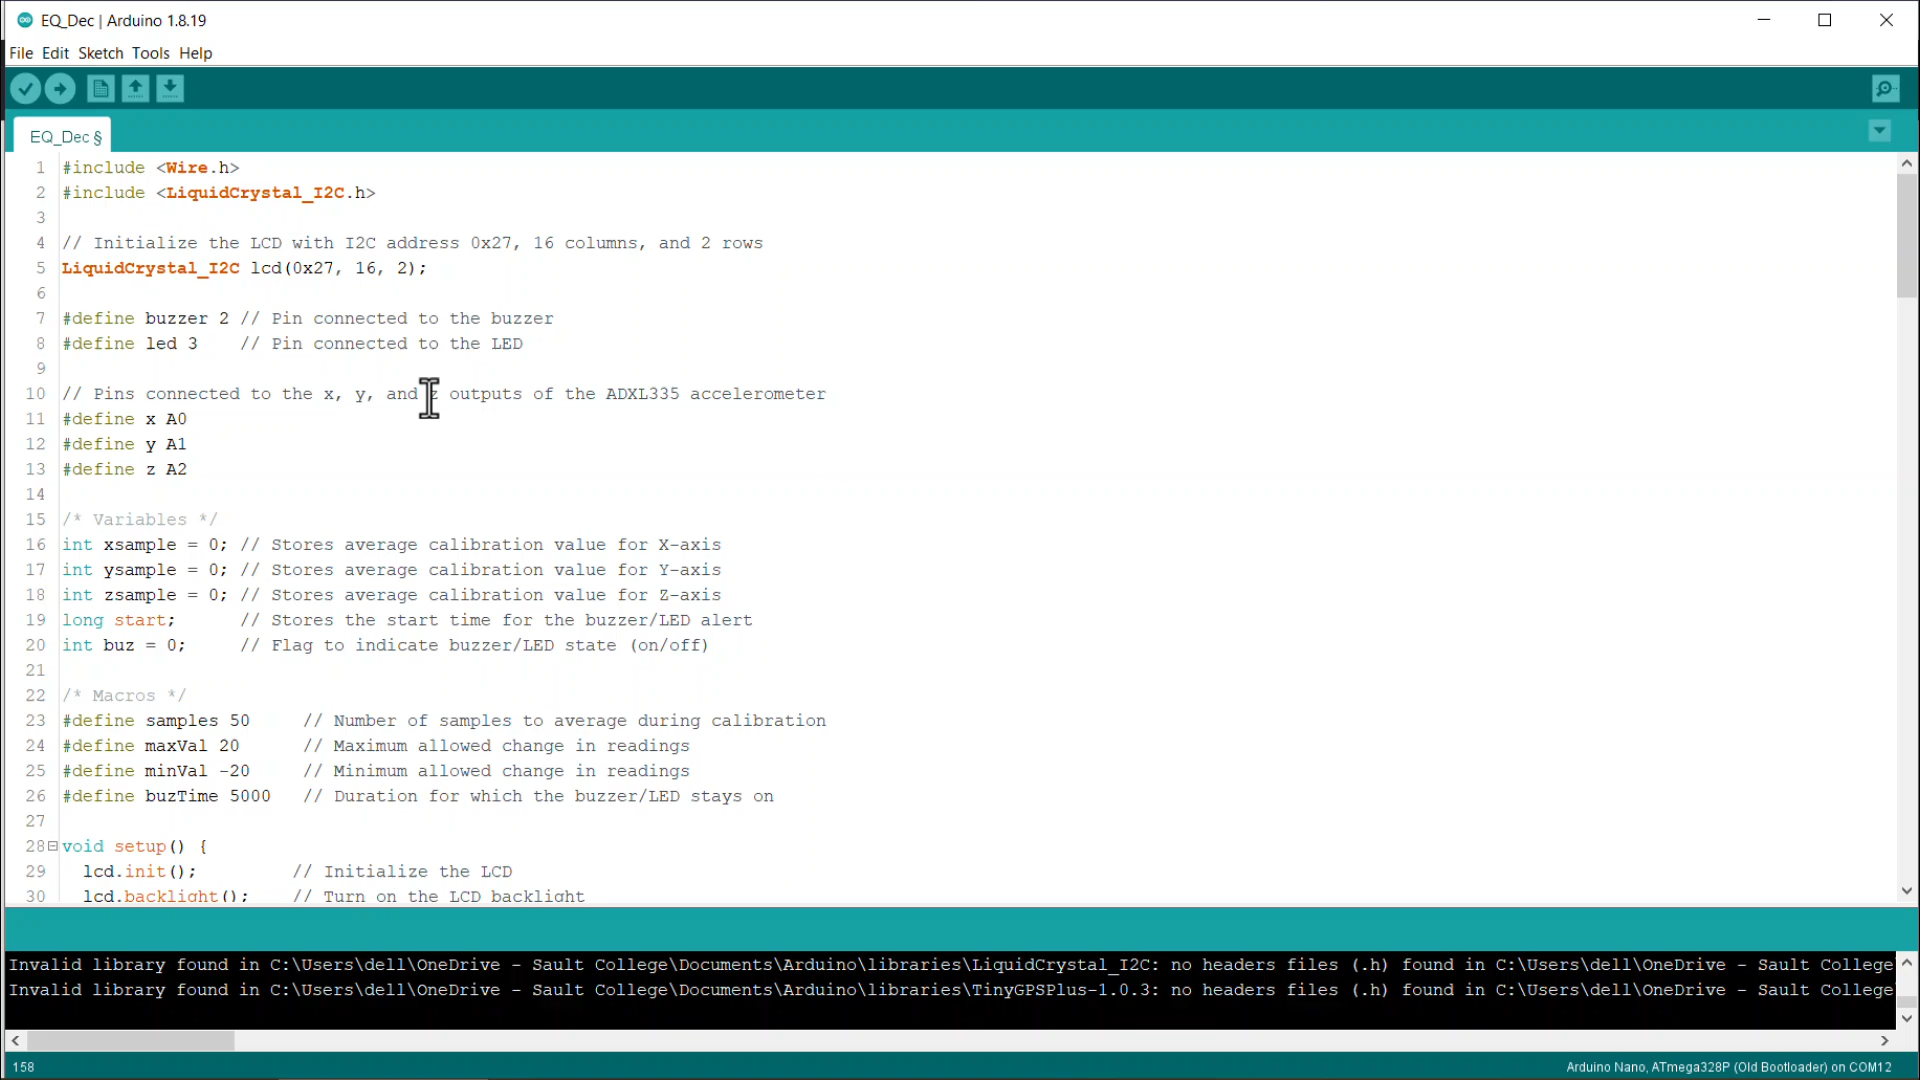 EQ_Dec | Arduino 1.8.19
File Edit Sketch Tools Help
EQ_Dec §
1 #include <Wire.h>
2 #include <LiquidCrystal_I2C.h>
3
4 // Initialize the LCD with I2C address 0x27, 16 columns, and 2 rows
5 LiquidCrystal_I2C lcd(0x27, 16, 2);
6
7 #define buzzer 2 // Pin connected to the buzzer
8 #define led 3    // Pin connected to the LED
9
10 // Pins connected to the x, y, and z outputs of the ADXL335 accelerometer
11 #define x A0
12 #define y A1
13 #define z A2
14
15 /* Variables */
16 int xsample = 0; // Stores average calibration value for X-axis
17 int ysample = 0; // Stores average calibration value for Y-axis
18 int zsample = 0; // Stores average calibration value for Z-axis
19 long start;      // Stores the start time for the buzzer/LED alert
20 int buz = 0;     // Flag to indicate buzzer/LED state (on/off)
21
22 /* Macros */
23 #define samples 50     // Number of samples to average during calibration
24 #define maxVal 20      // Maximum allowed change in readings
25 #define minVal -20     // Minimum allowed change in readings
26 #define buzTime 5000   // Duration for which the buzzer/LED stays on
27
28 void setup() {
29   lcd.init();         // Initialize the LCD
30   lcd.backlight();    // Turn on the LCD backlight
Invalid library found in C:\Users\dell\OneDrive - Sault College\Documents\Arduino\libraries\LiquidCrystal_I2C: no headers files (.h) found in C:\Users\dell\OneDrive - Sault College
Invalid library found in C:\Users\dell\OneDrive - Sault College\Documents\Arduino\libraries\TinyGPSPlus-1.0.3: no headers files (.h) found in C:\Users\dell\OneDrive - Sault College
158
Arduino Nano, ATmega328P (Old Bootloader) on COM12